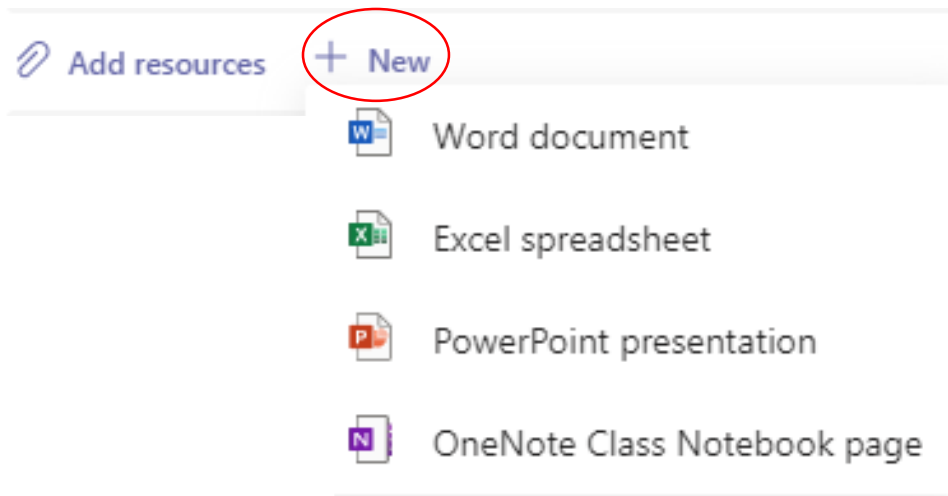 Add resources + New
Word document
Excel spreadsheet
PowerPoint presentation
OneNote Class Notebook page